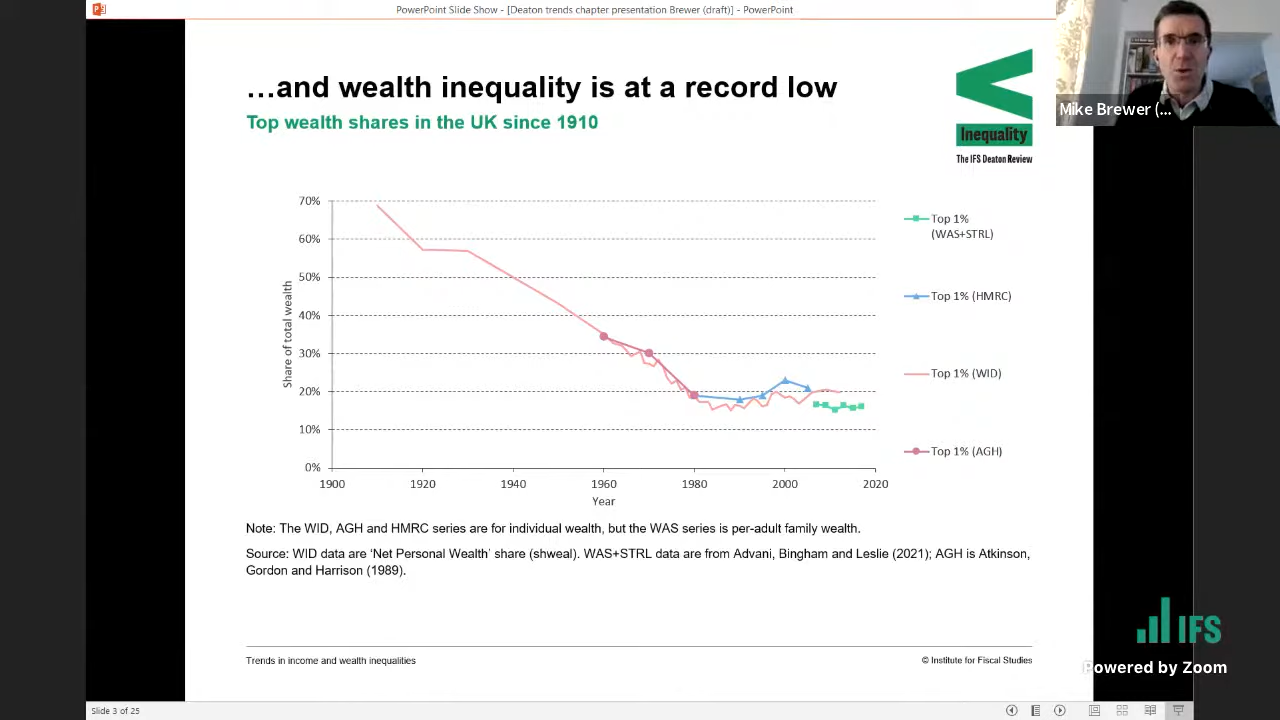 PowerPoint Slide Show - [Deaton trends chapter presentation Brewer (draft)] - PowerPoint
Mike Brewer (...
…and wealth inequality is at a record low
Top wealth shares in the UK since 1910
Inequality
The IFS Deaton Review
70%
60%
50%
40%
30%
20%
10%
0%
Share of total wealth
1900
1920
1940
1960
1980
2000
2020
Year
Top 1%
(WAS+STRL)
Top 1% (HMRC)
Top 1% (WID)
Top 1% (AGH)
Note: The WID, AGH and HMRC series are for individual wealth, but the WAS series is per-adult family wealth.
Source: WID data are ‘Net Personal Wealth’ share (shweal). WAS+STRL data are from Advani, Bingham and Leslie (2021); AGH is Atkinson,
Gordon and Harrison (1989).
IFS
Powered by Zoom
Trends in income and wealth inequalities
© Institute for Fiscal Studies
Slide 3 of 25